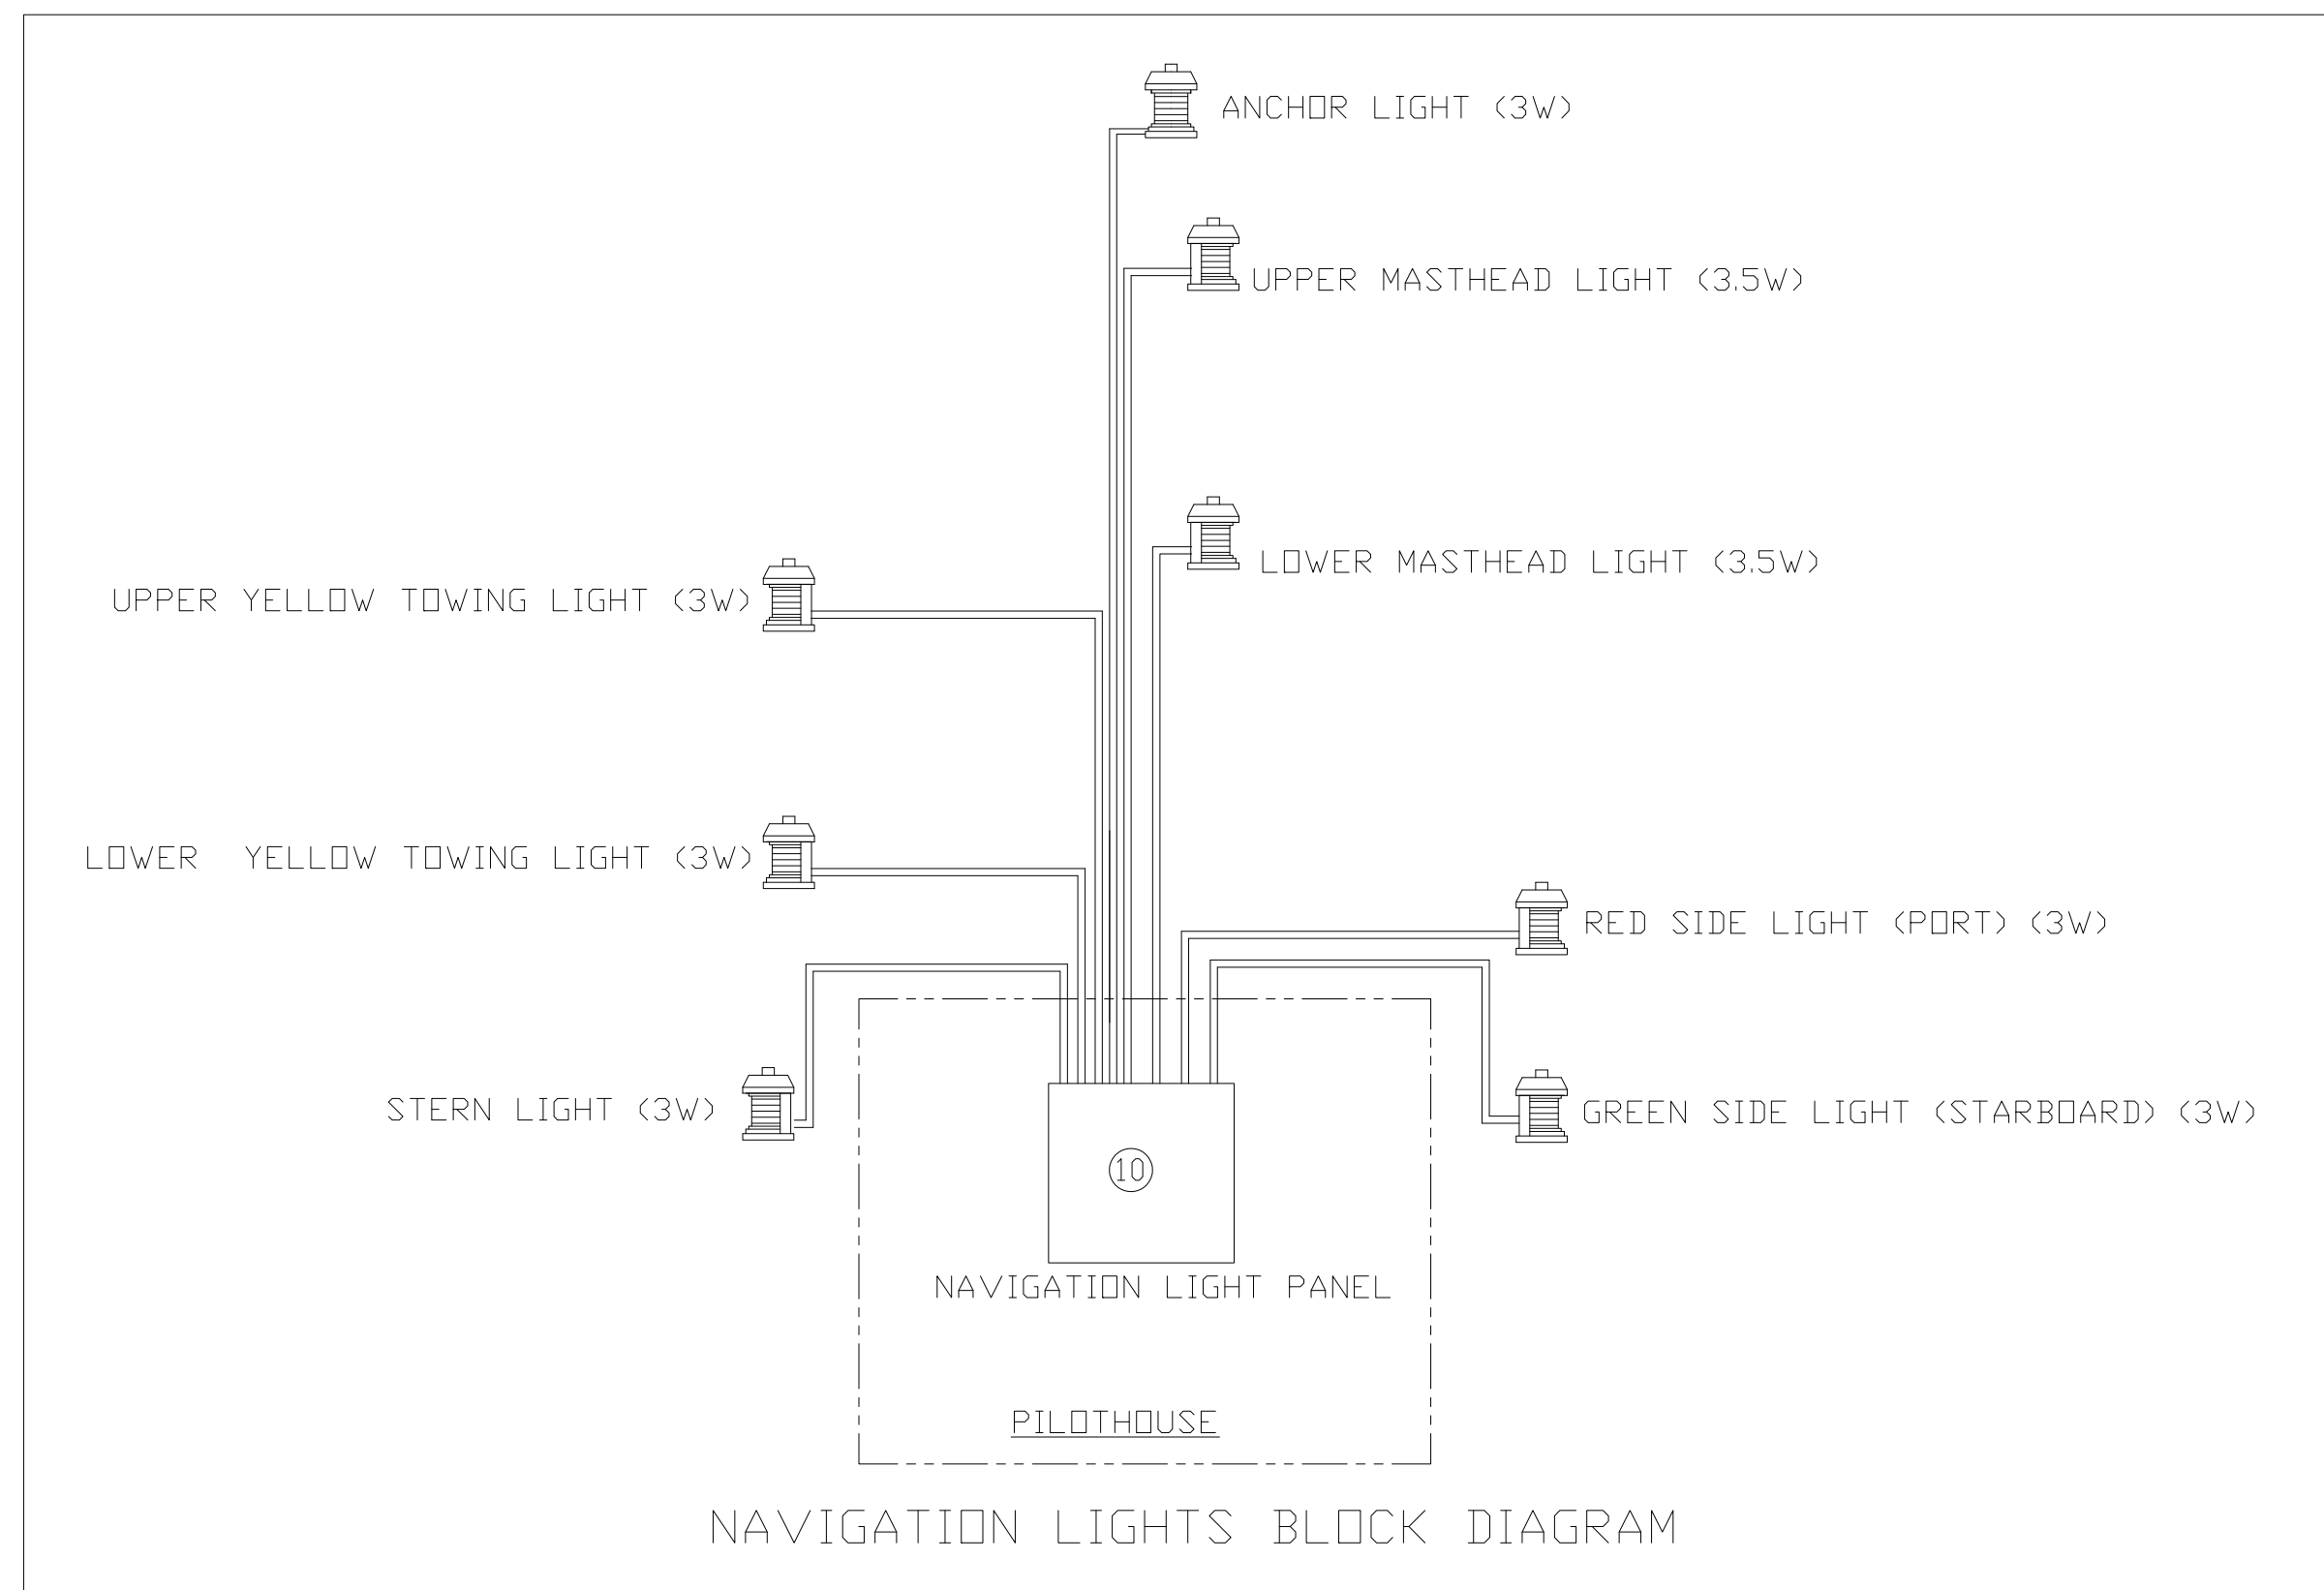 ANCHOR LIGHT (3W)
UPPER MASTHEAD LIGHT (3.5W)
LOWER MASTHEAD LIGHT (3.5W)
UPPER YELLOW TOWING LIGHT (3W)
LOWER YELLOW TOWING LIGHT (3W)
RED SIDE LIGHT (PORT) (3W)
STERN LIGHT (3W)
GREEN SIDE LIGHT (STARBOARD) (3W)
10
NAVIGATION LIGHT PANEL
PILOTHOUSE
NAVIGATION LIGHTS BLOCK DIAGRAM